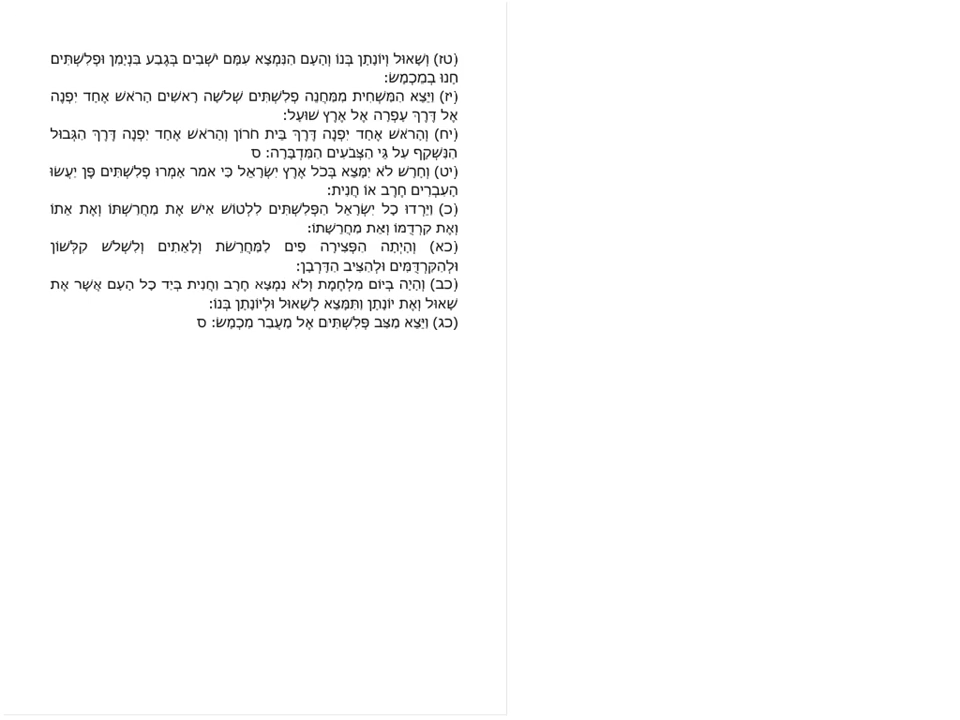 (טז) וְשָׁאוּל וְיוֹנָתָן בְּנוֹ וְהָעָם הַנִּמְצָא עִמָּם יֹשְׁבִים בְּגֶבַע בִּנְיָמִן וּפְלִשְׁתִּים
חָנוּ בְמִכְמָשׂ:
(יז) וַיֵּצֵא הַמַּשְׁחִית מִמַּחֲנֵה פְלִשְׁתִּים שְׁלֹשָׁה רָאשִׁים הָרֹאשׁ אֶחָד יִפְנֶה
אֶל דֶּרֶךְ עָפְרָה אֶל אֶרֶץ שׁוּעָל:
(יח) וְהָרֹאשׁ אֶחָד יִפְנֶה דֶּרֶךְ בֵּית חֹרוֹן וְהָרֹאשׁ אֶחָד יִפְנֶה דֶּרֶךְ הַגְּבוּל
הַנִּשְׁקָף עַל גֵּי הַצְּבֹעִים הַמִּדְבָּרָה: ס
(יט) וְחָרָשׁ לֹא יִמָּצֵא בְּכֹל אֶרֶץ יִשְׂרָאֵל כִּי אמר אָמְרוּ פְלִשְׁתִּים פֶּן יַעֲשׂוּ
הָעִבְרִים חֶרֶב אוֹ חֲנִית:
(כ) וַיֵּרְדוּ כָל יִשְׂרָאֵל הַפְּלִשְׁתִּים לִלְטוֹשׁ אִישׁ אֶת מַחֲרַשְׁתּוֹ וְאֶת אֵתוֹ
וְאֶת קַרְדֻּמּוֹ וְאֵת מַחֲרֵשָׁתוֹ:
(כא) וְהָיְתָה הַפְּצִירָה פִים לַמַּחֲרֵשֹׁת וְלָאֵתִים וְלִשְׁלֹשׁ קִלְּשׁוֹן
וּלְהַקַּרְדֻּמִּים וּלְהַצִּיב הַדָּרְבָן:
(כב) וְהָיָה בְּיוֹם מִלְחֶמֶת וְלֹא נִמְצָא חֶרֶב וַחֲנִית בְּיַד כָּל הָעָם אֲשֶׁר אֶת
שָׁאוּל וְאֶת יוֹנָתָן וַתִּמָּצֵא לְשָׁאוּל וּלְיוֹנָתָן בְּנוֹ:
(כג) וַיֵּצֵא מַצַּב פְּלִשְׁתִּים אֶל מַעֲבַר מִכְמָשׂ: ס